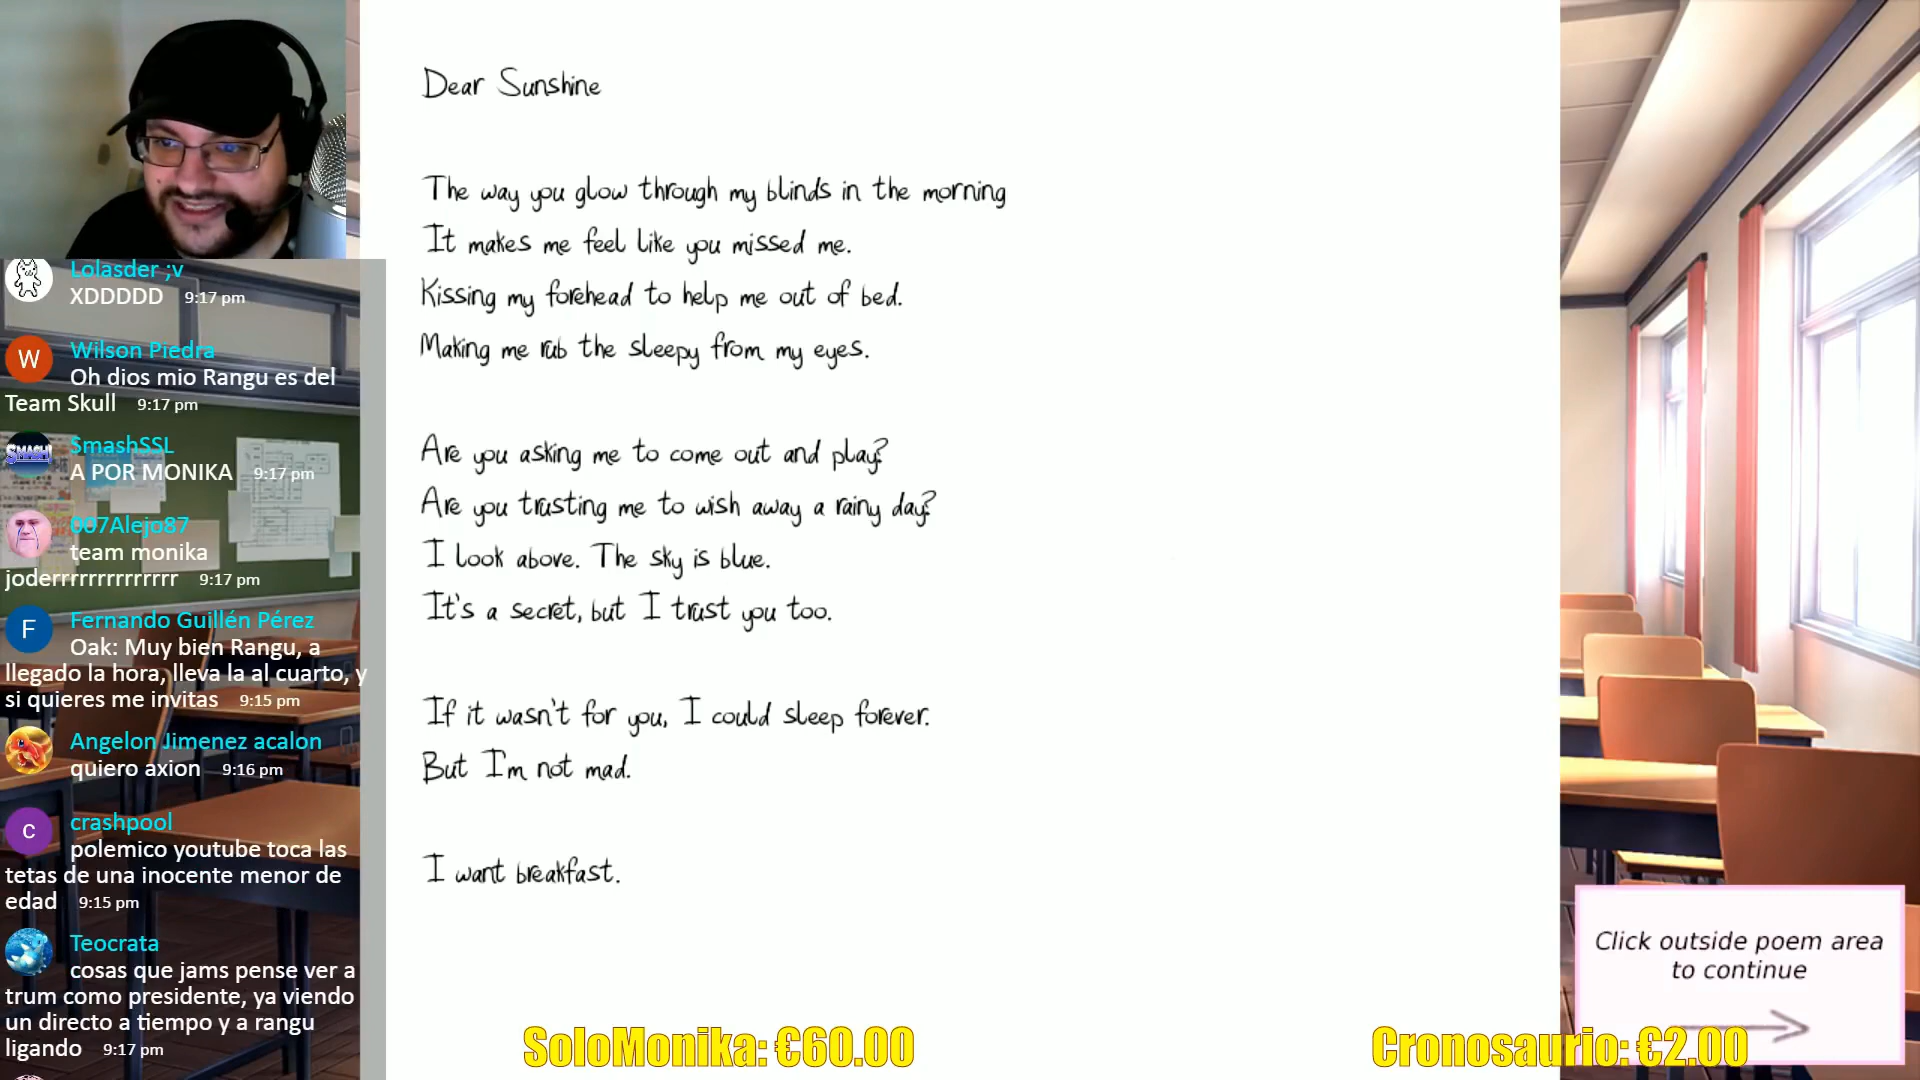 Dear Sunshine
The way you glow through my blinds in the morning
It makes me feel like you missed me.
Kissing my forehead to help me out of bed.
Making me rub the sleepy from my eyes.
Are you asking me to come out and play?
Are you trusting me to wish away a rainy day?
I look above. The sky is blue.
It's a secret, but I trust you too.
If it wasn't for you, I could sleep forever.
But I'm not mad.
I want breakfast.
Lolasder ;v
XDDDDD 9:17 pm
W
Wilson Piedra
Oh dios mio Rangu es del
Team Skull 9:17 pm
SMASH!
SmashSSL
A POR MONIKA 9:17 pm
007Alejo87
team monika
joderrrrrrrrrrrrrr 9:17 pm
F
Fernando Guillén Pérez
Oak: Muy bien Rangu, a
llegado la hora, lleva la al cuarto, y
si quieres me invitas 9:15 pm
Angelon Jimenez acalon
quiero axion 9:16 pm
c
crashpool
polemico youtube toca las
tetas de una inocente menor de
edad 9:15 pm
Teocrata
cosas que jams pense ver a
trum como presidente, ya viendo
un directo a tiempo y a rangu
ligando 9:17 pm
Click outside poem area
to continue
SoloMonika: €60.00
Cronosaurio: €2.00